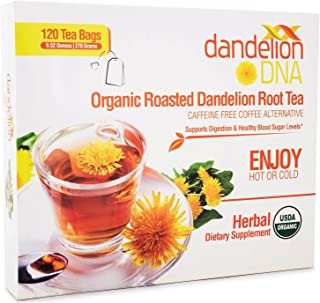 120 Tea Bags
9.52 Ounces | 270 Grams
dandelion
DNA
Organic Roasted Dandelion Root Tea
CAFFEINE FREE COFFEE ALTERNATIVE
Supports Digestion & Healthy Blood Sugar Levels*
ENJOY
HOT OR COLD
Herbal
Dietary Supplement
USDA
ORGANIC